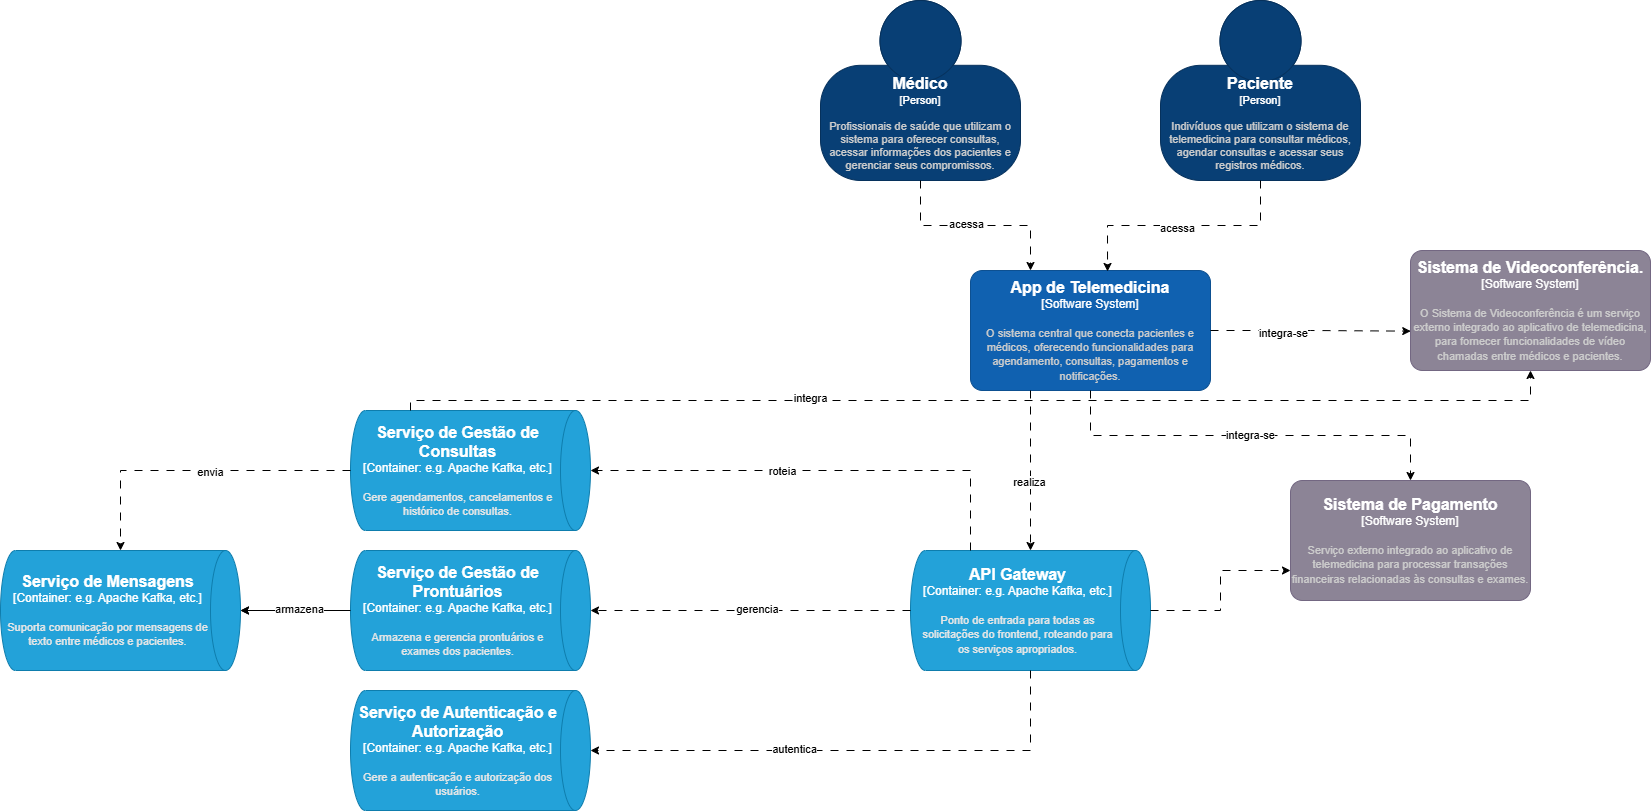 Médico
[Person]
Profissionais de saúde que utilizam o
sistema para oferecer consultas,
acessar informações dos pacientes e
gerenciar seus compromissos.
Paciente
[Person]
Indivíduos que utilizam o sistema de
telemedicina para consultar médicos,
agendar consultas e acessar seus
registros médicos.
acessa
acessa
App de Telemedicina
[Software System]
O sistema central que conecta pacientes e
médicos, oferecendo funcionalidades para
agendamento, consultas, pagamentos e
notificações.
integra-se
Sistema de Videoconferência.
[Software System]
O Sistema de Videoconferência é um serviço
externo integrado ao aplicativo de telemedicina,
para fornecer funcionalidades de vídeo
chamadas entre médicos e pacientes.
integra
Serviço de Gestão de
Consultas
[Container: e.g. Apache Kafka, etc.]
Gere agendamentos, cancelamentos e
histórico de consultas.
envia
roteia
realiza
integra-se
Sistema de Pagamento
[Software System]
Serviço externo integrado ao aplicativo de
telemedicina para processar transações
financeiras relacionadas às consultas e exames.
Serviço de Mensagens
[Container: e.g. Apache Kafka, etc.]
Suporta comunicação por mensagens de
texto entre médicos e pacientes.
armazena
Serviço de Gestão de
Prontuários
[Container: e.g. Apache Kafka, etc.]
Armazena e gerencia prontuários e
exames dos pacientes.
gerencia
API Gateway
[Container: e.g. Apache Kafka, etc.]
Ponto de entrada para todas as
solicitações do frontend, roteando para
os serviços apropriados.
Serviço de Autenticação e
Autorização
[Container: e.g. Apache Kafka, etc.]
Gere a autenticação e autorização dos
usuários.
autentica